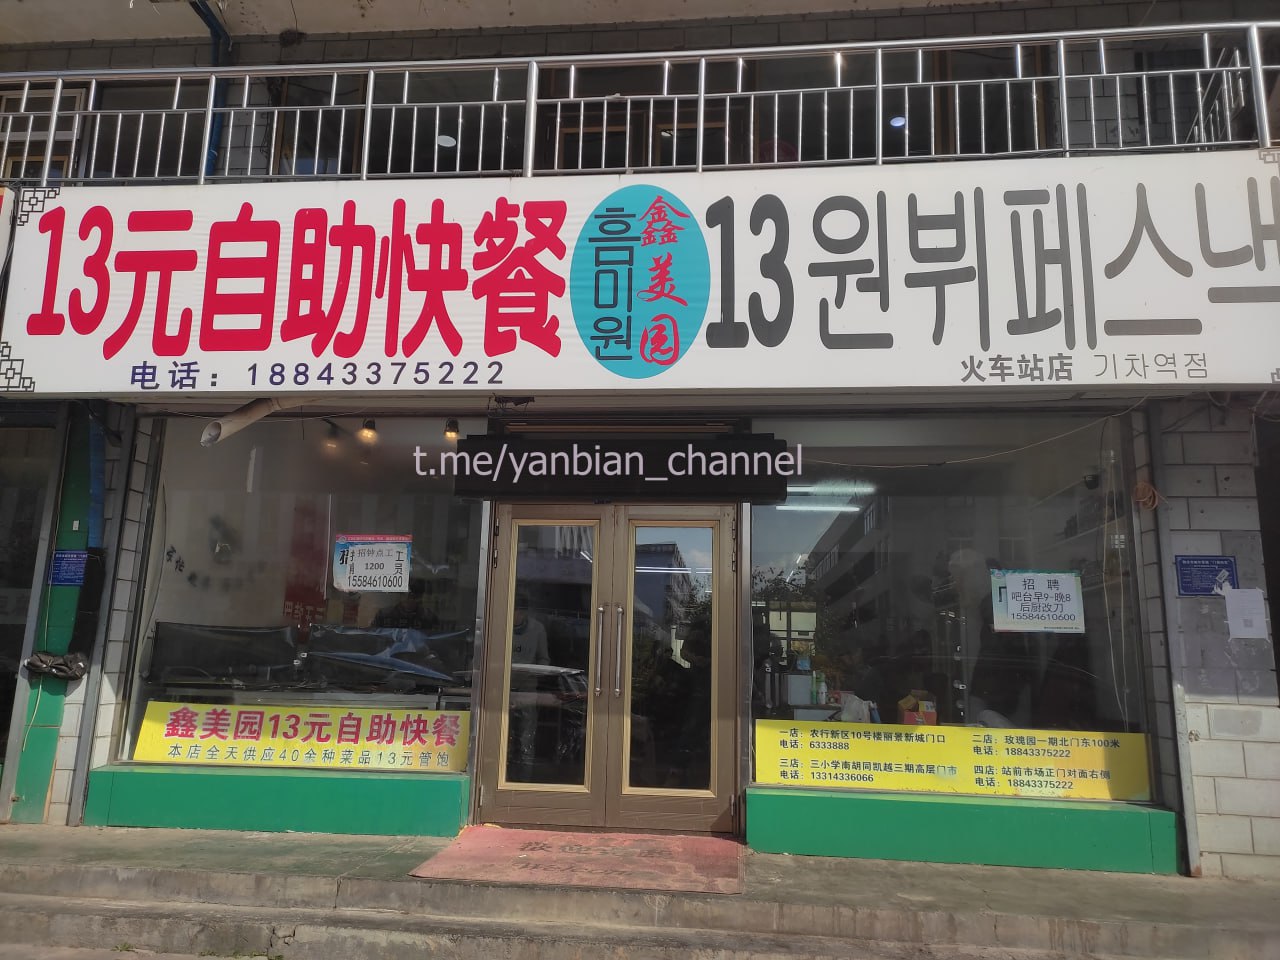 13元自助快餐
흠미원
鑫美园
13원뷔페스낵
电话：18843375222
火车站店 기차역점
t.me/yanbian_channel
招钟点工
1200
15584610600
招聘
吧台早9-晚8
后厨改刀
15584610600
鑫美园13元自助快餐
本店全天供应40余种菜品13元管饱
一店：农行新区10号楼丽景新城门口
电话：6333888
二店：玫瑰园一期北门东100米
电话：18843375222
三店：三小学南胡同凯越三期高层门市
电话：13314336066
四店：站前市场正门对面右侧
电话：18843375222